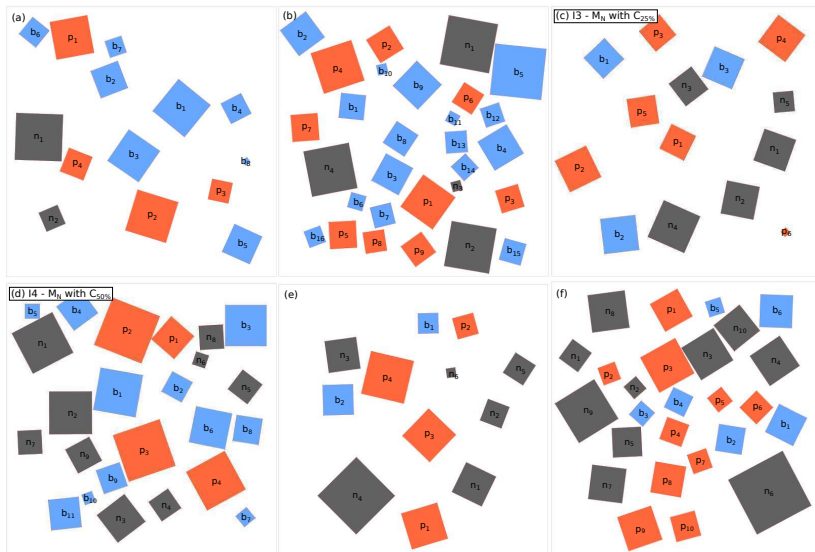 (a)
b₆
p₁
b₇
b₂
b₁
b₄
n₁
b₃
p₄
b₈
p₃
n₂
p₂
b₅
(b)
b₂
p₂
n₁
p₄
b₁₀
b₅
b₉
b₁
p₆
b₁₁
b₁₂
p₇
b₈
b₁₃
b₄
n₄
b₃
b₁₄
n₃
b₆
p₁
p₃
b₇
b₁₆
p₅
p₈
p₉
n₂
b₁₅
(c) I3 - M_N with C₂₅%
p₃
p₄
b₁
b₃
n₃
n₅
p₅
p₁
n₁
p₂
n₂
b₂
n₄
p₆
(d) I4 - M_N with C₅₀%
b₅
b₄
p₂
p₁
n₈
b₃
n₁
n₆
b₁
b₂
n₅
n₂
b₆
b₈
n₇
n₉
p₃
b₉
p₄
b₁₀
b₁₁
n₃
n₄
b₇
(e)
b₁
p₂
n₃
p₄
n₆
n₅
b₂
n₂
p₃
n₄
n₁
p₁
(f)
n₈
p₁
b₅
b₆
n₁₀
n₁
n₃
n₄
p₂
p₃
n₂
n₉
b₃
b₄
p₅
p₆
b₁
n₅
p₄
b₂
p₇
n₇
p₈
n₆
p₉
p₁₀